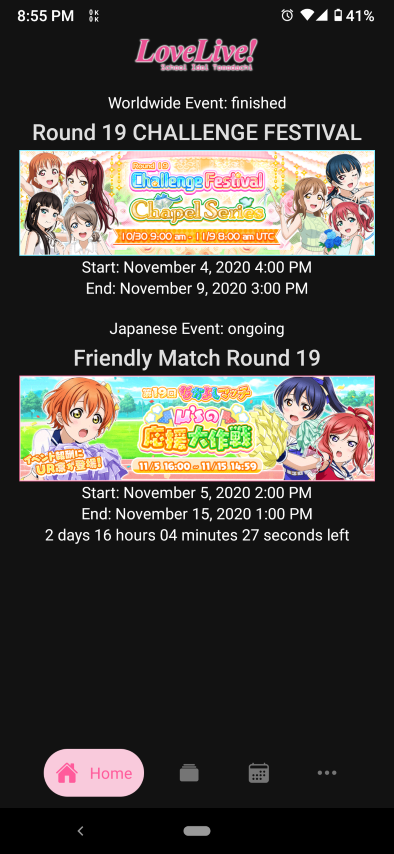 8:55 PM
41%
LoveLive!
School Idol Tomodachi
Worldwide Event: finished
Round 19 CHALLENGE FESTIVAL
Round 19
Challenge Festival
Chapel Series
10/30 9:00 am - 11/9 8:00 am UTC
Start: November 4, 2020 4:00 PM
End: November 9, 2020 3:00 PM
Japanese Event: ongoing
Friendly Match Round 19
第19回 なかよしマッチ
μ'sの
応援大作戦
イベント報酬に
UR凛が登場!
11/5 16:00 - 11/15 14:59
Start: November 5, 2020 2:00 PM
End: November 15, 2020 1:00 PM
2 days 16 hours 04 minutes 27 seconds left
Home